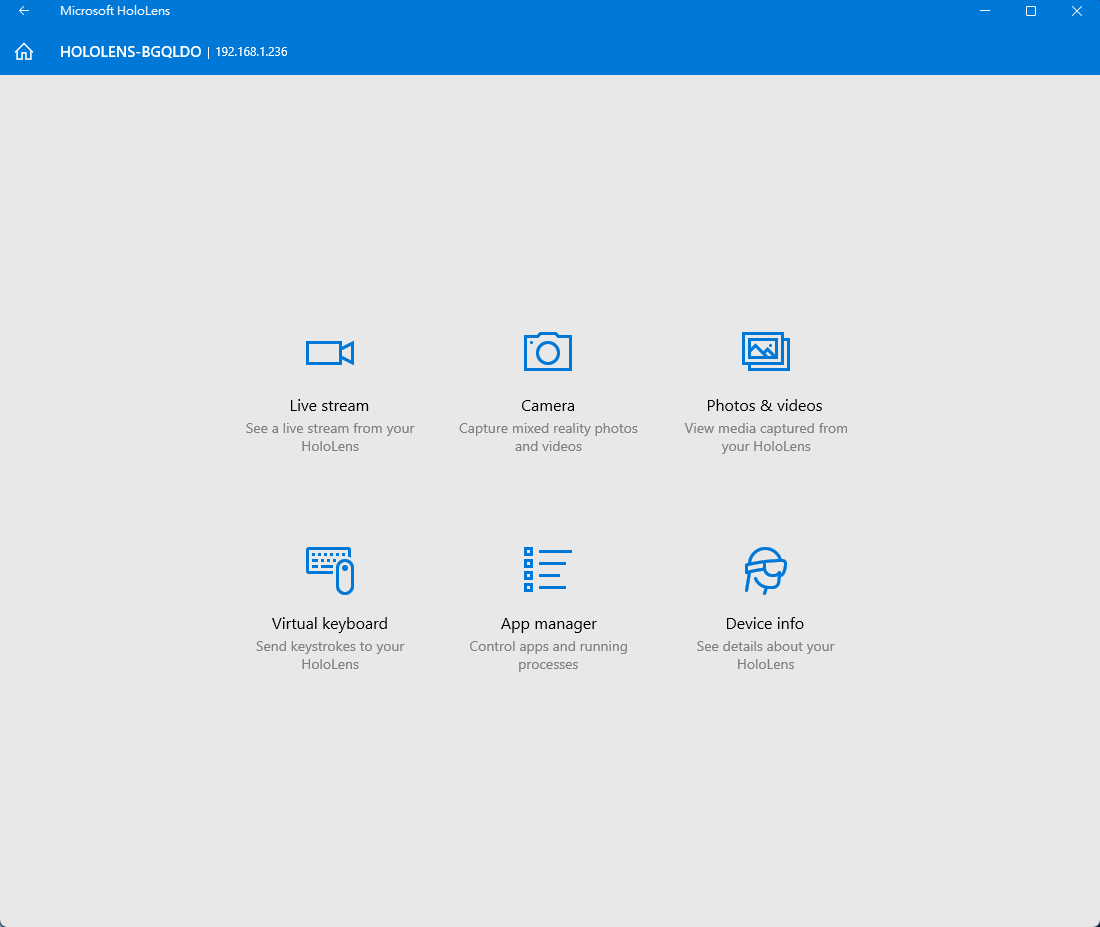 Microsoft HoloLens
HOLOLENS-BGQLDO | 192.168.1.236
Live stream
See a live stream from your
HoloLens
Camera
Capture mixed reality photos
and videos
Photos & videos
View media captured from
your HoloLens
Virtual keyboard
Send keystrokes to your
HoloLens
App manager
Control apps and running
processes
Device info
See details about your
HoloLens